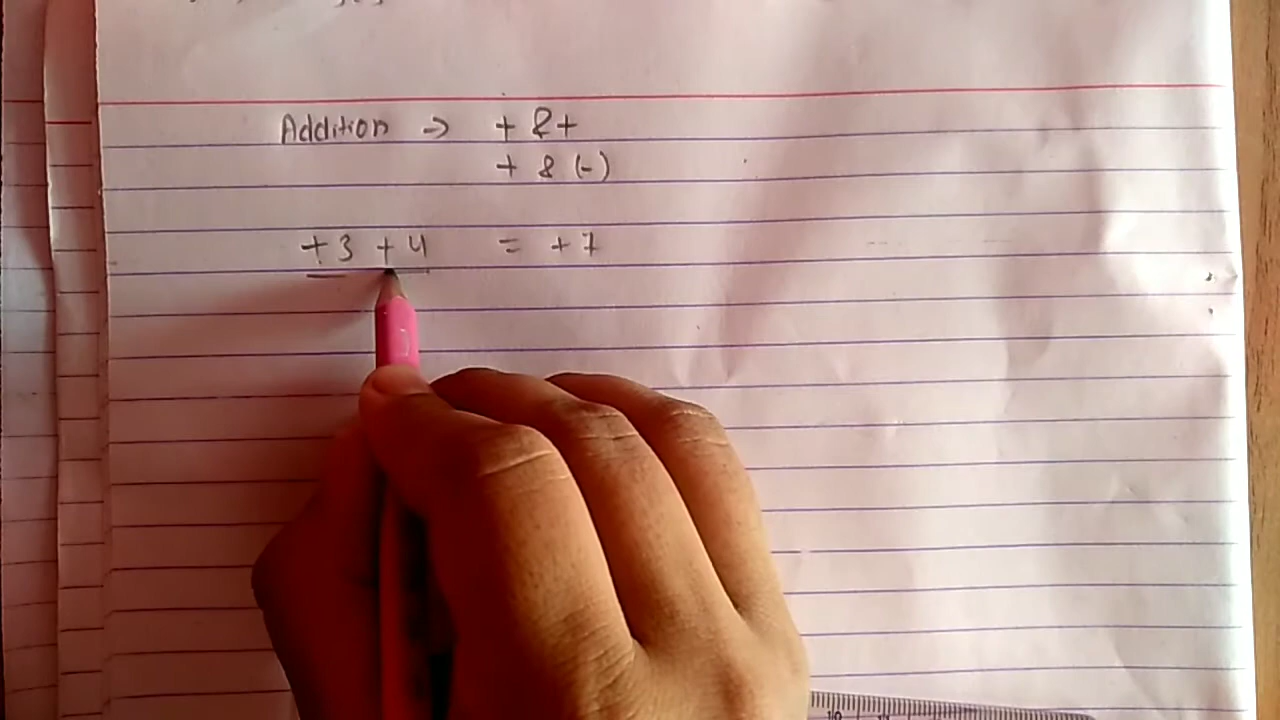 Addition → + & +
+ & (-)
+3 +4 = +7